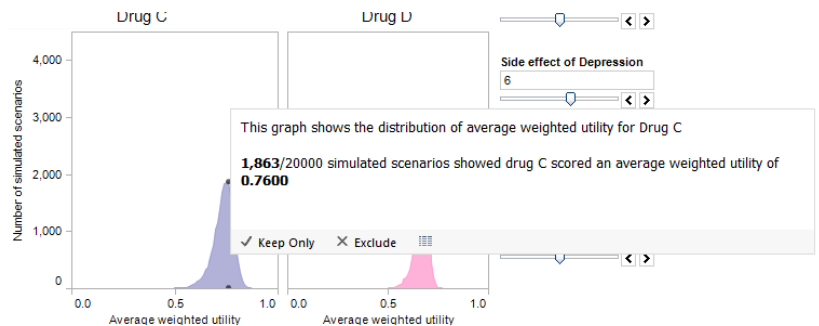 Drug C
Drug D
Number of simulated scenarios
4,000
3,000
2,000
1,000
0
0.0
0.5
1.0
Average weighted utility
0.0
0.5
1.0
Average weighted utility
Side effect of Depression
6
This graph shows the distribution of average weighted utility for Drug C
1,863/20000 simulated scenarios showed drug C scored an average weighted utility of
0.7600
Keep Only
Exclude